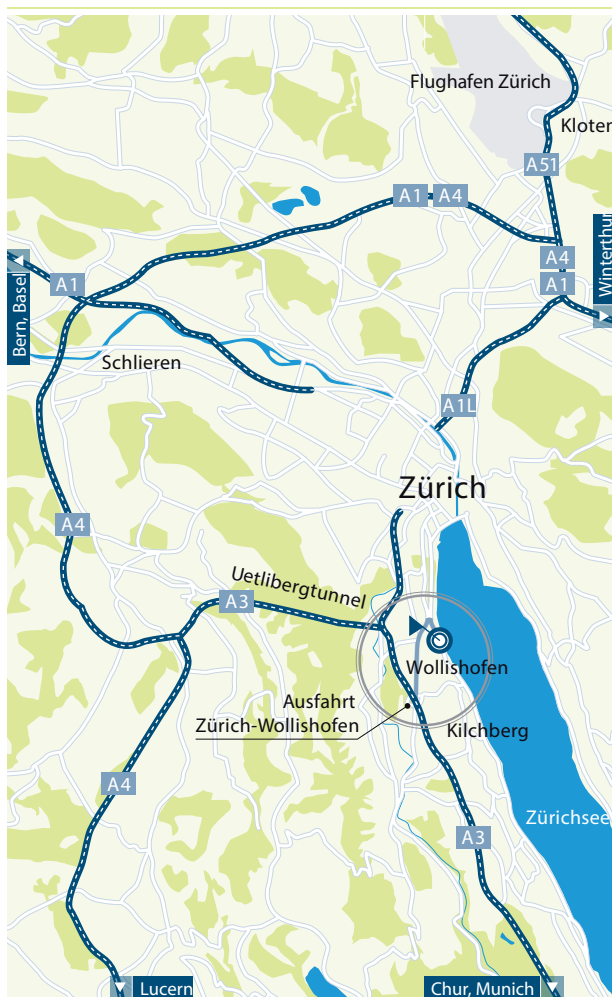 Flughafen Zürich
Kloten
A51
A1
A4
A4
A1
Winterthur
Bern, Basel
A1
Schlieren
A1L
Zürich
A4
Uetlibergtunnel
A3
Wollishofen
Ausfahrt
Zürich-Wollishofen
Kilchberg
A4
Zürichsee
A3
Lucern
Chur, Munich